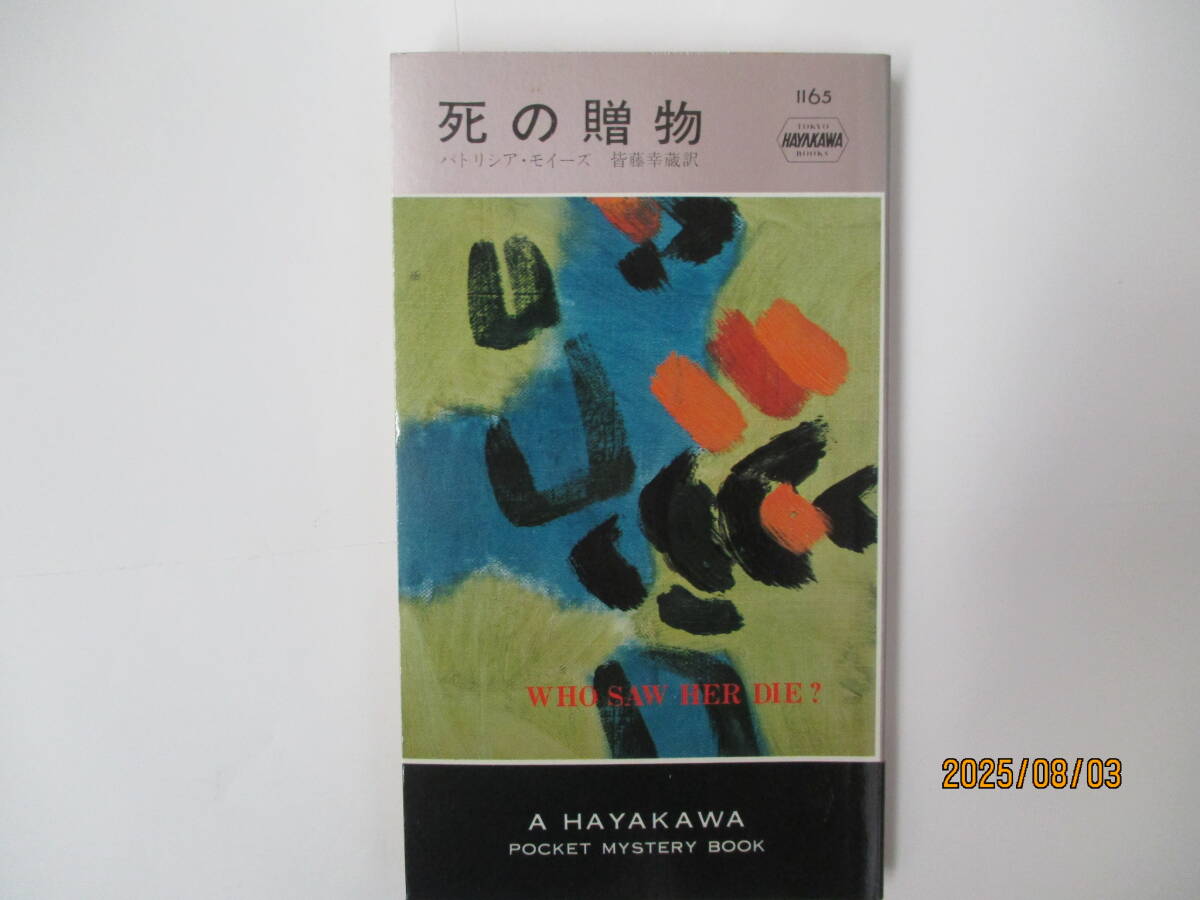 1165
死の贈物
パトリシア・モイーズ 皆藤幸蔵訳
TOKYO
HAYAKAWA
BOOKS
WHO SAW HER DIE?
A HAYAKAWA
POCKET MYSTERY BOOK
2025/08/03